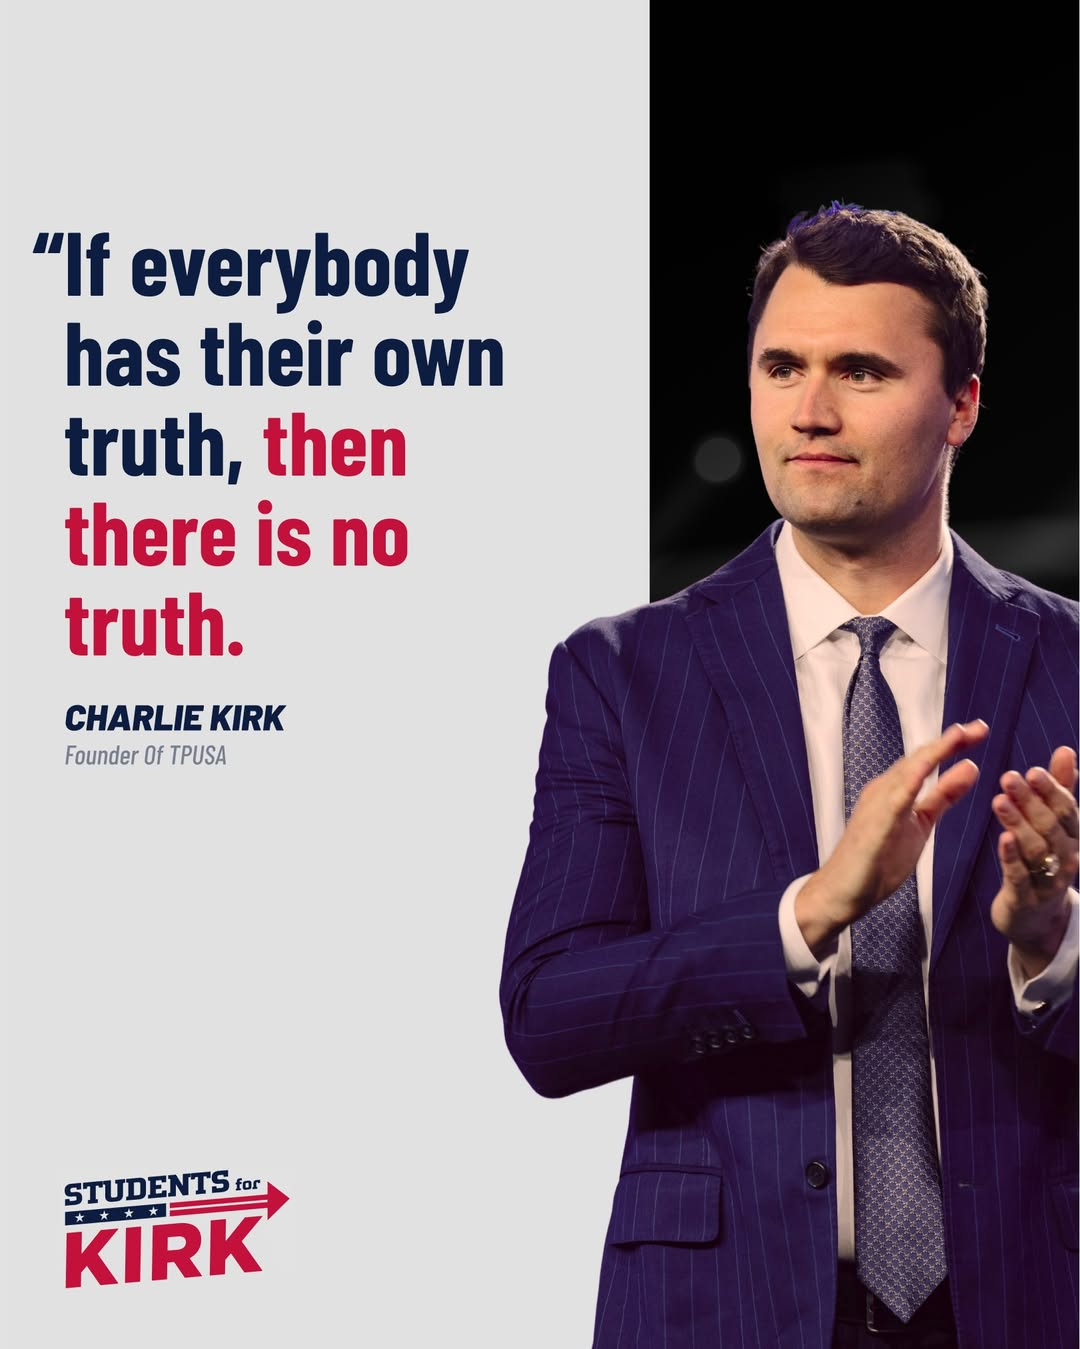 “If everybody
has their own
truth, then
there is no
truth.
CHARLIE KIRK
Founder Of TPUSA
STUDENTS for
KIRK